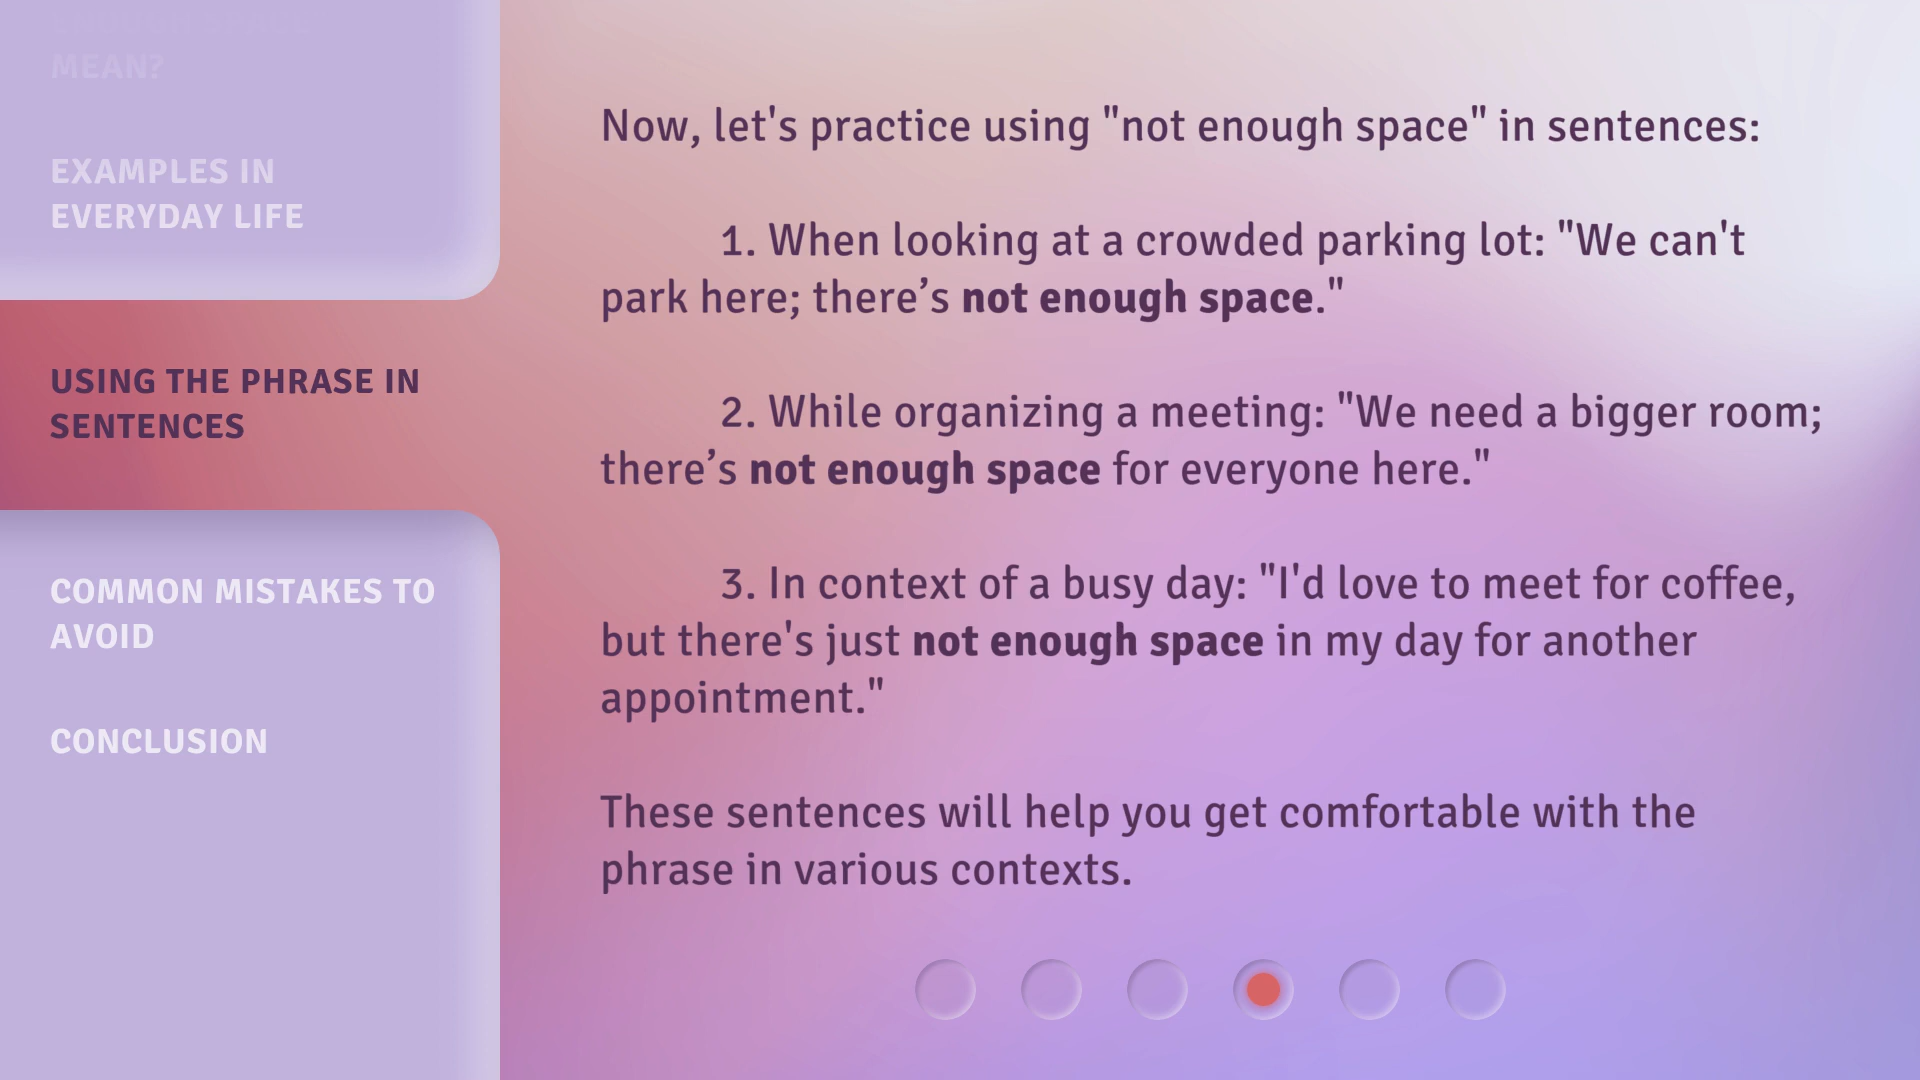 MEAN?
EXAMPLES IN
EVERYDAY LIFE
USING THE PHRASE IN
SENTENCES
COMMON MISTAKES TO
AVOID
CONCLUSION
Now, let's practice using "not enough space" in sentences:
1. When looking at a crowded parking lot: "We can't
park here; there’s not enough space."
2. While organizing a meeting: "We need a bigger room;
there’s not enough space for everyone here."
3. In context of a busy day: "I'd love to meet for coffee,
but there's just not enough space in my day for another
appointment."
These sentences will help you get comfortable with the
phrase in various contexts.